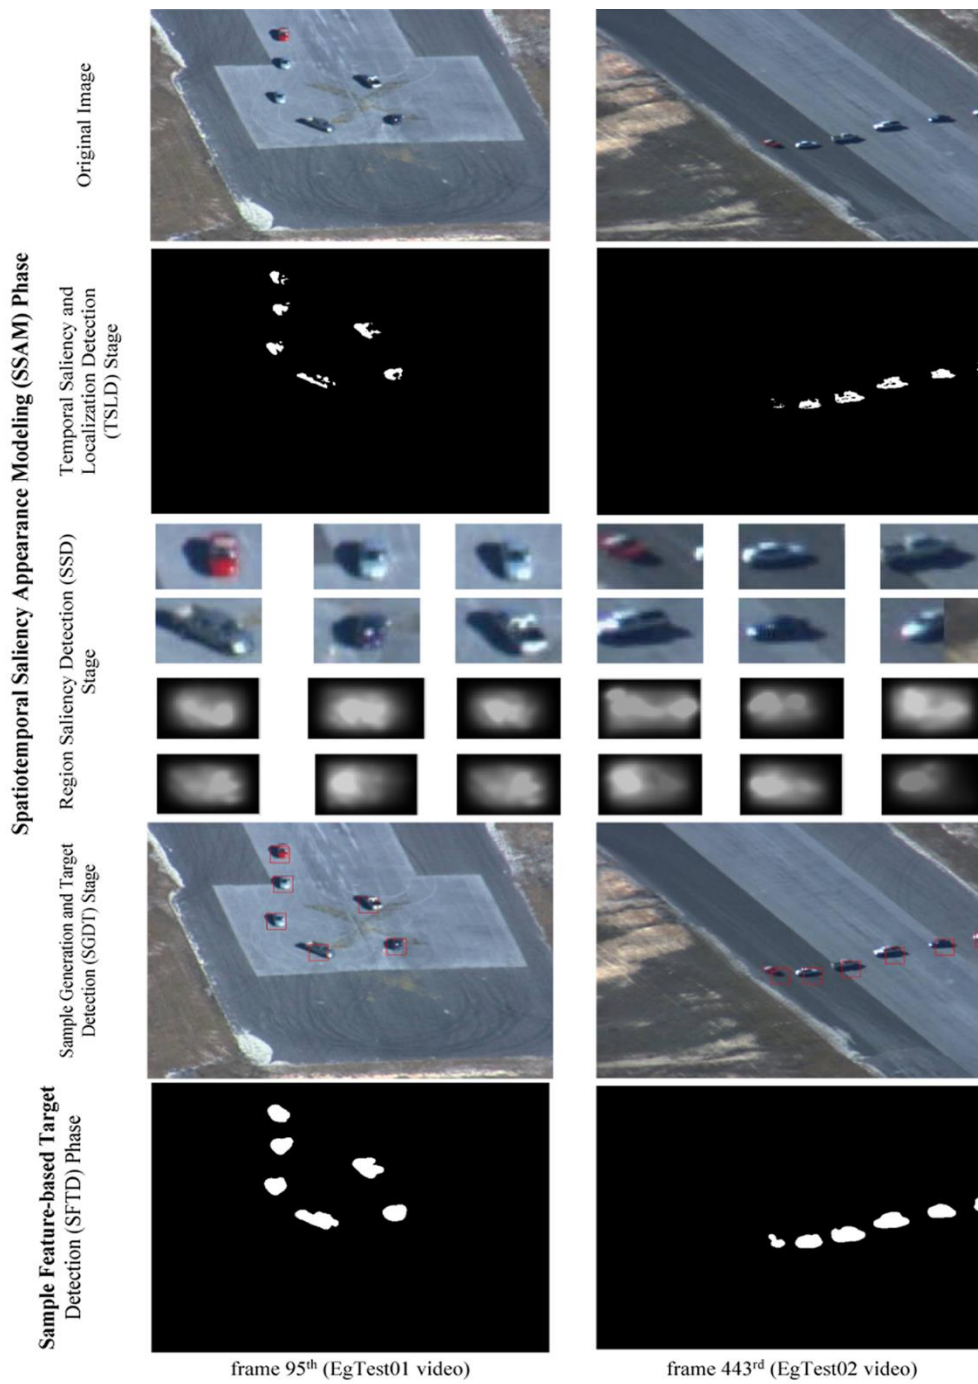 Spatiotemporal Saliency Appearance Modeling (SSAM) Phase
Original Image
Temporal Saliency and
Localization Detection
(TSLD) Stage
Region Saliency Detection (SSD)
Stage
Sample Generation and Target
Detection (SGDT) Stage
Sample Feature-based Target
Detection (SFTD) Phase
frame 95th (EgTest01 video)
frame 443rd (EgTest02 video)